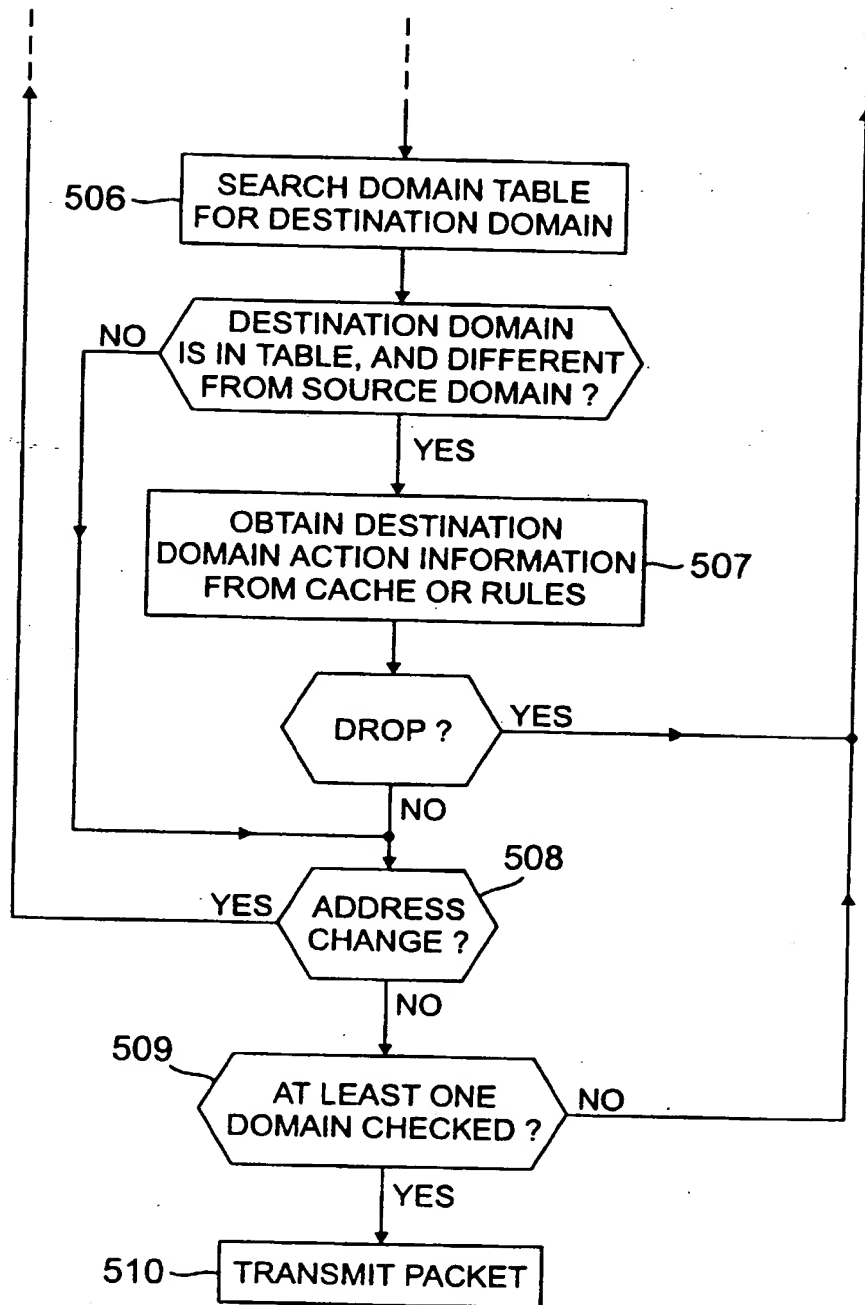 506
SEARCH DOMAIN TABLE
FOR DESTINATION DOMAIN
NO
DESTINATION DOMAIN
IS IN TABLE, AND DIFFERENT
FROM SOURCE DOMAIN ?
YES
OBTAIN DESTINATION
DOMAIN ACTION INFORMATION
FROM CACHE OR RULES
507
DROP ?
YES
NO
508
YES
ADDRESS
CHANGE ?
NO
509
AT LEAST ONE
DOMAIN CHECKED ?
NO
YES
510
TRANSMIT PACKET